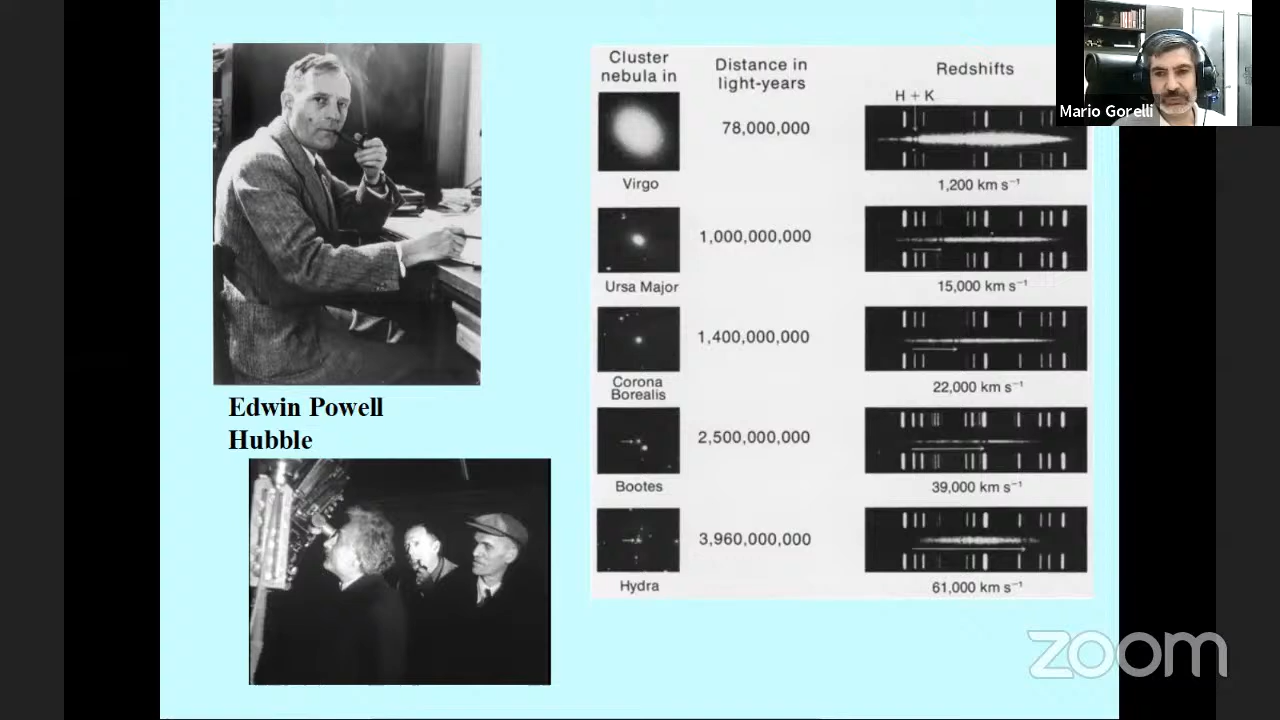 Edwin Powell
Hubble
Cluster
nebula in
Distance in
light-years
Redshifts
H + K
78,000,000
Virgo
1,200 km s⁻¹
1,000,000,000
Ursa Major
15,000 km s⁻¹
1,400,000,000
Corona
Borealis
22,000 km s⁻¹
2,500,000,000
Bootes
39,000 km s⁻¹
3,960,000,000
Hydra
61,000 km s⁻¹
Mario Gorelli
zoom